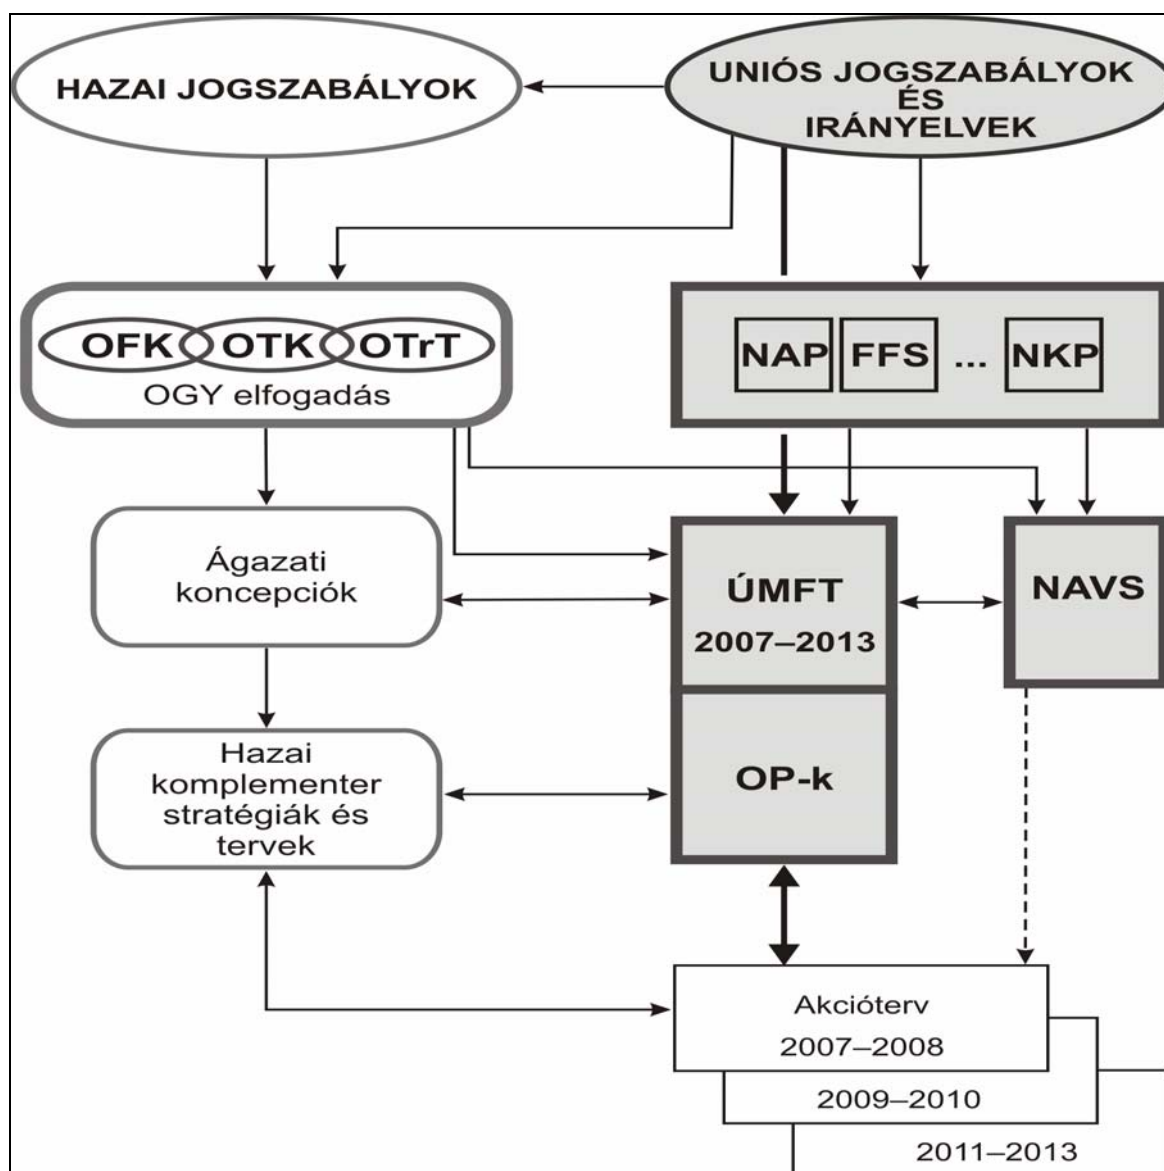 HAZAI JOGSZABÁLYOK
UNIÓS JOGSZABÁLYOK
ÉS
IRÁNYELVEK
OFK OTK OTrT
OGY elfogadás
NAP FFS ... NKP
Ágazati
koncepciók
ÚMFT
2007–2013
NAVS
Hazai
komplementer
stratégiák és
tervek
OP-k
Akcióterv
2007–2008
2009–2010
2011–2013